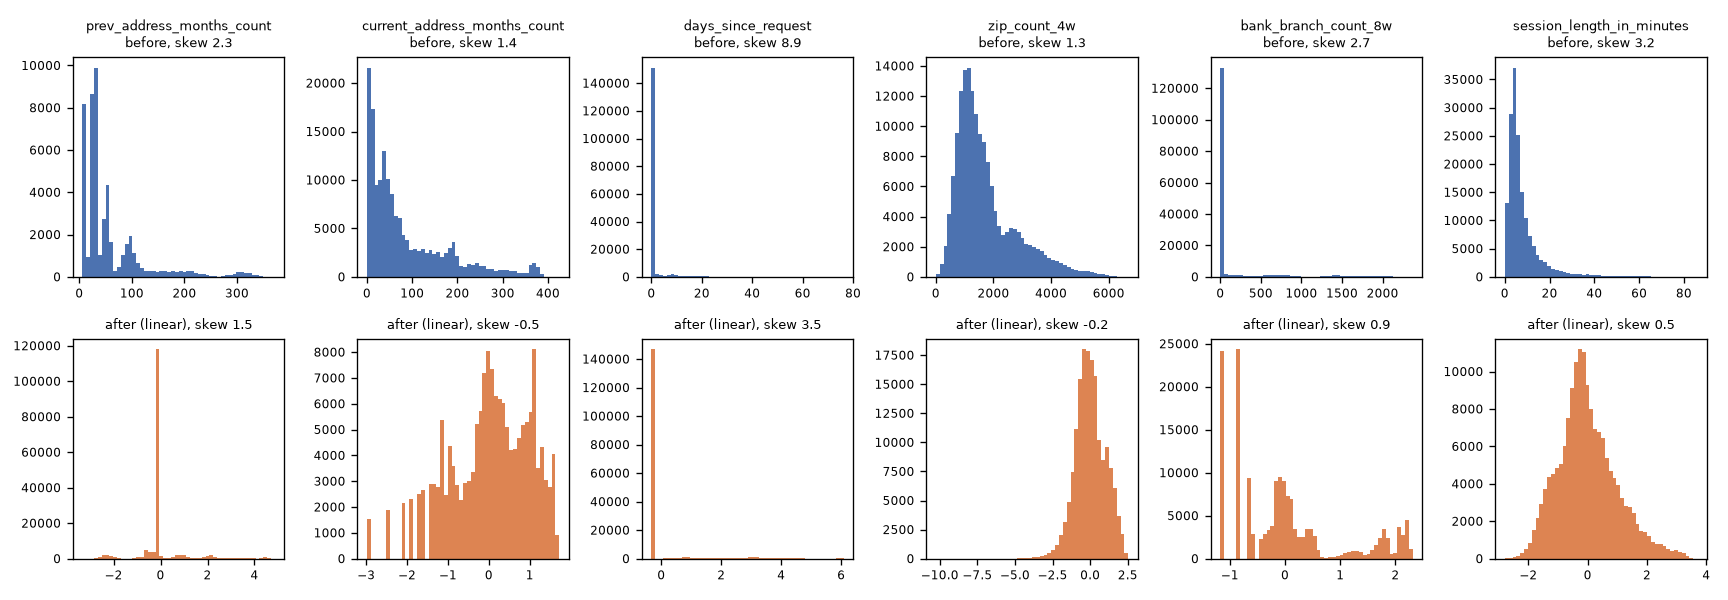 prev_address_months_count
before, skew 2.3
10000
8000
6000
4000
2000
0
0 100 200 300
current_address_months_count
before, skew 1.4
20000
15000
10000
5000
0
0 100 200 300 400
days_since_request
before, skew 8.9
140000
120000
100000
80000
60000
40000
20000
0
0 20 40 60 80
zip_count_4w
before, skew 1.3
14000
12000
10000
8000
6000
4000
2000
0
0 2000 4000 6000
bank_branch_count_8w
before, skew 2.7
120000
100000
80000
60000
40000
20000
0
0 500 1000 1500 2000
session_length_in_minutes
before, skew 3.2
35000
30000
25000
20000
15000
10000
5000
0
0 20 40 60 80
after (linear), skew 1.5
120000
100000
80000
60000
40000
20000
0
−2 0 2 4
after (linear), skew -0.5
8000
7000
6000
5000
4000
3000
2000
1000
0
−3 −2 −1 0 1
after (linear), skew 3.5
140000
120000
100000
80000
60000
40000
20000
0
0 2 4 6
after (linear), skew -0.2
17500
15000
12500
10000
7500
5000
2500
0
−10.0 −7.5 −5.0 −2.5 0.0 2.5
after (linear), skew 0.9
25000
20000
15000
10000
5000
0
−1 0 1 2
after (linear), skew 0.5
10000
8000
6000
4000
2000
0
−2 0 2 4